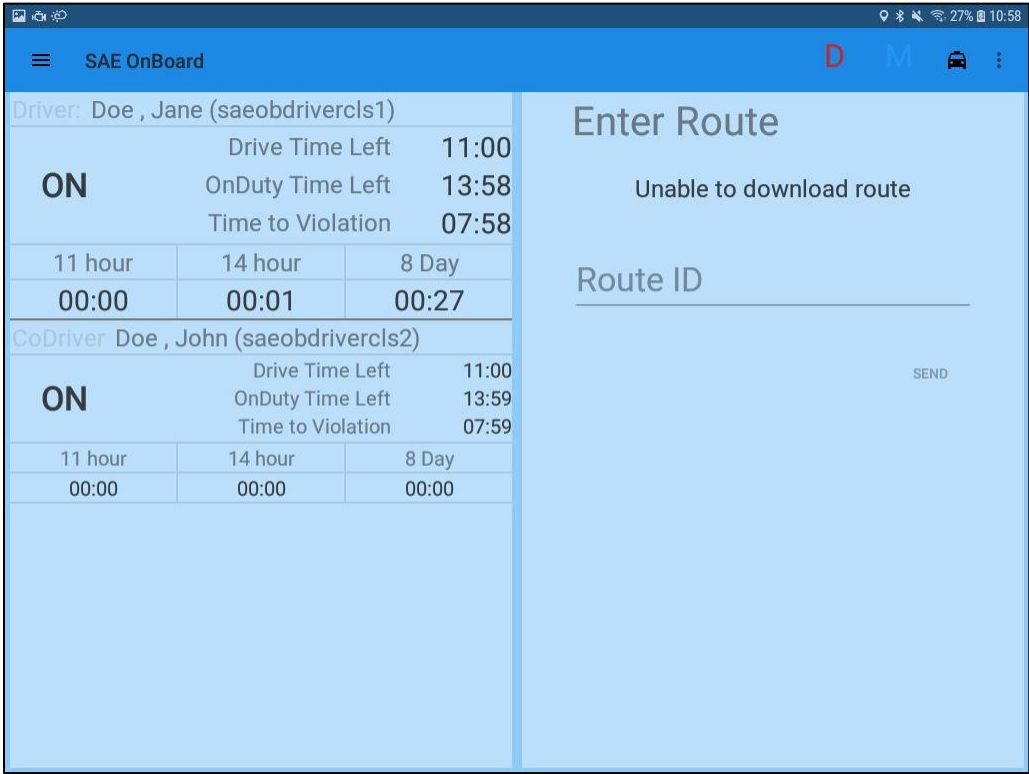 27% 10:58
SAE OnBoard D M
Driver: Doe , Jane (saeobdrivercls1)
ON
Drive Time Left 11:00
OnDuty Time Left 13:58
Time to Violation 07:58
11 hour 14 hour 8 Day
00:00 00:01 00:27
CoDriver Doe , John (saeobdrivercls2)
ON
Drive Time Left 11:00
OnDuty Time Left 13:59
Time to Violation 07:59
11 hour 14 hour 8 Day
00:00 00:00 00:00
Enter Route
Unable to download route
Route ID
SEND